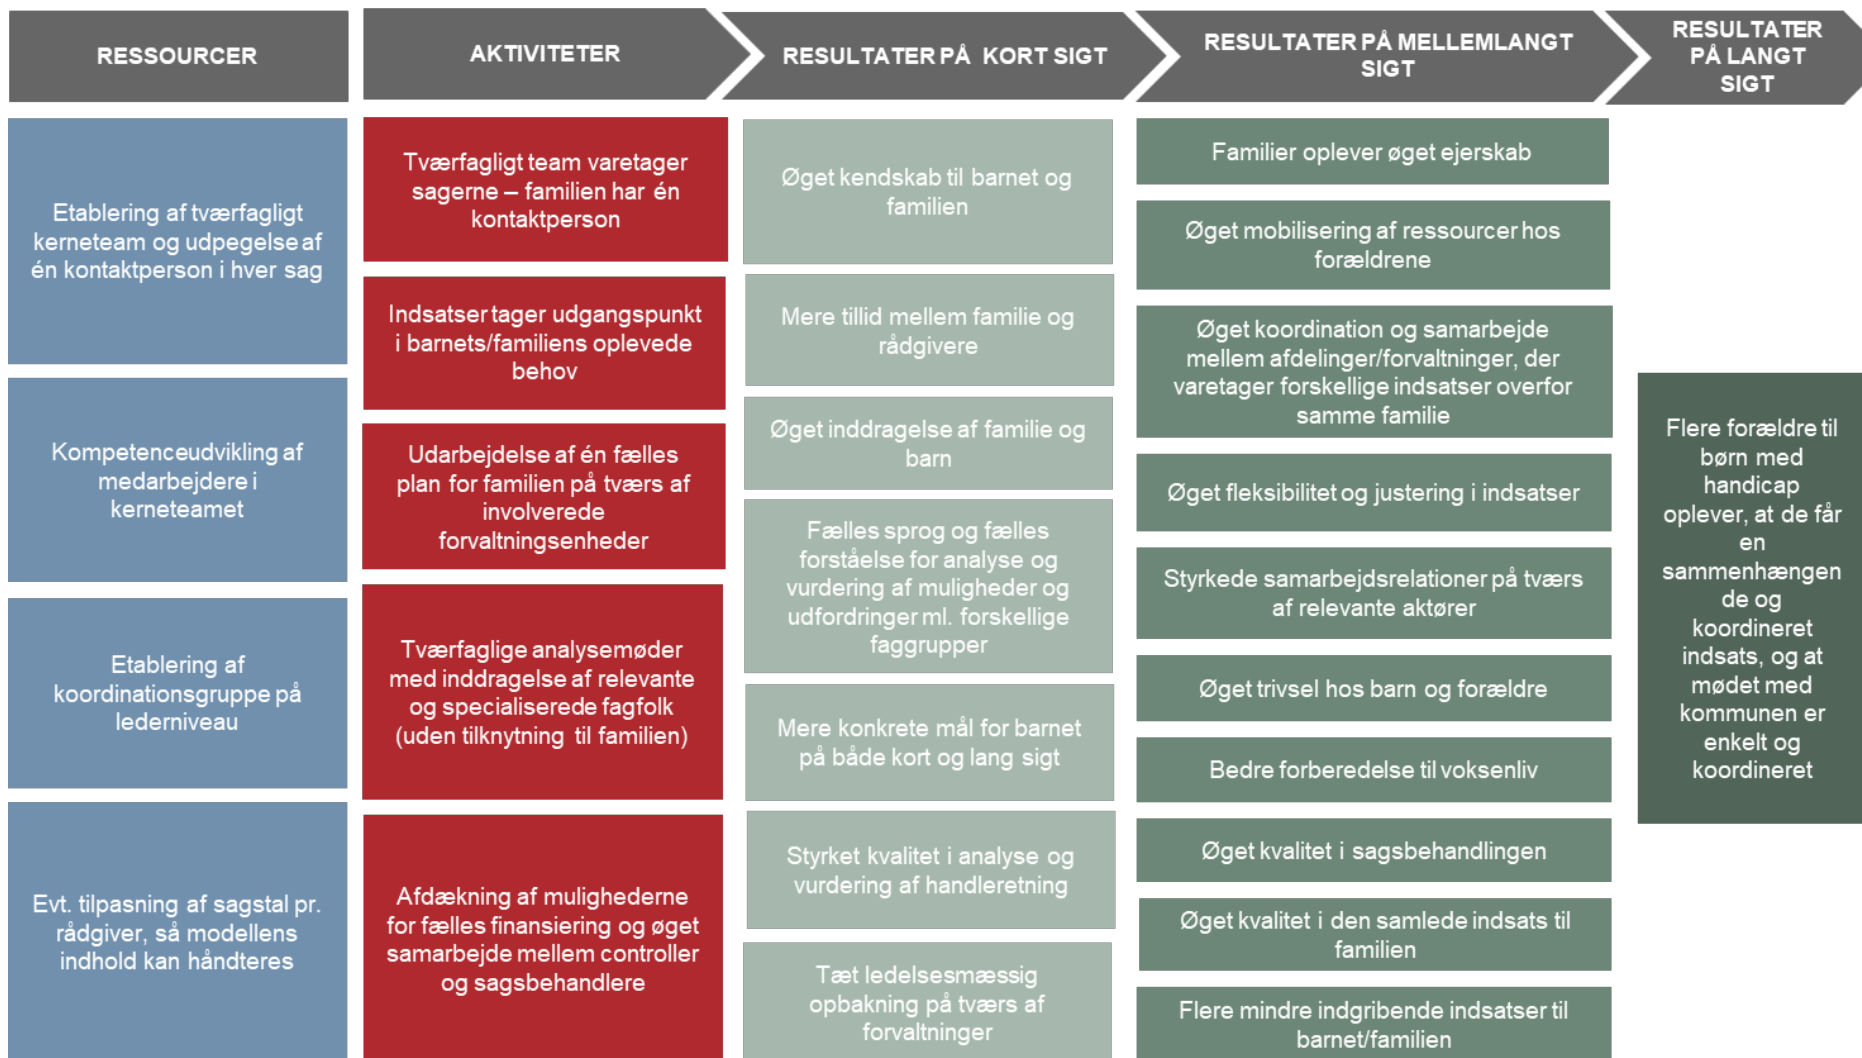 RESSOURCER
AKTIVITETER
RESULTATER PÅ KORT SIGT
RESULTATER PÅ MELLEMLANGT
SIGT
RESULTATER
PÅ LANGT
SIGT
Etablering af tværfagligt
kerneteam og udpegelse af
én kontaktperson i hver sag
Kompetenceudvikling af
medarbejdere i
kerneteamet
Etablering af
koordinationsgruppe på
lederniveau
Evt. tilpasning af sagstal pr.
rådgiver, så modellens
indhold kan håndteres
Tværfagligt team varetager
sagerne – familien har én
kontaktperson
Indsatser tager udgangspunkt
i barnets/familiens oplevede
behov
Udarbejdelse af én fælles
plan for familien på tværs af
involverede
forvaltningsenheder
Tværfaglige analysemøder
med inddragelse af relevante
og specialiserede fagfolk
(uden tilknytning til familien)
Afdækning af mulighederne
for fælles finansiering og øget
samarbejde mellem controller
og sagsbehandlere
Øget kendskab til barnet og
familien
Mere tillid mellem familie og
rådgivere
Øget inddragelse af familie og
barn
Fælles sprog og fælles
forståelse for analyse og
vurdering af muligheder og
udfordringer ml. forskellige
faggrupper
Mere konkrete mål for barnet
på både kort og lang sigt
Styrket kvalitet i analyse og
vurdering af handleretning
Tæt ledelsesmæssig
opbakning på tværs af
forvaltninger
Familier oplever øget ejerskab
Øget mobilisering af ressourcer hos
forældrene
Øget koordination og samarbejde
mellem afdelinger/forvaltninger, der
varetager forskellige indsatser overfor
samme familie
Øget fleksibilitet og justering i indsatser
Styrkede samarbejdsrelationer på tværs
af relevante aktører
Øget trivsel hos barn og forældre
Bedre forberedelse til voksenliv
Øget kvalitet i sagsbehandlingen
Øget kvalitet i den samlede indsats til
familien
Flere mindre indgribende indsatser til
barnet/familien
Flere forældre til
børn med
handicap
oplever, at de får
en
sammenhængen
de og
koordineret
indsats, og at
mødet med
kommunen er
enkelt og
koordineret